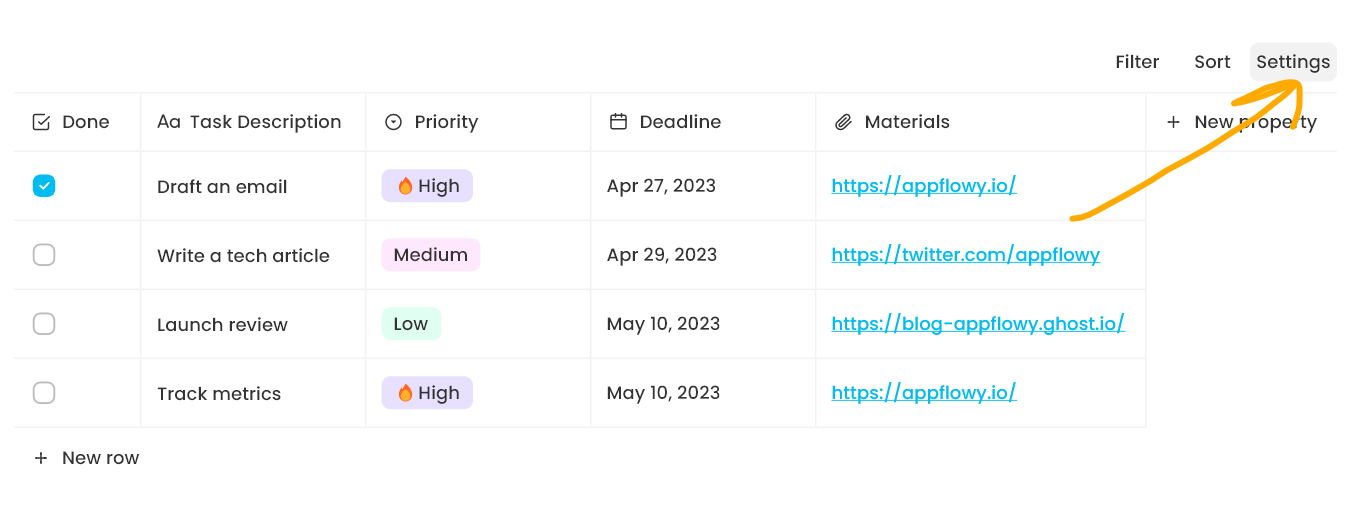 Filter Sort Settings
Done Aa Task Description Priority Deadline Materials + New property
Draft an email 🔥 High Apr 27, 2023 https://appflowy.io/
Write a tech article Medium Apr 29, 2023 https://twitter.com/appflowy
Launch review Low May 10, 2023 https://blog-appflowy.ghost.io/
Track metrics 🔥 High May 10, 2023 https://appflowy.io/
+ New row